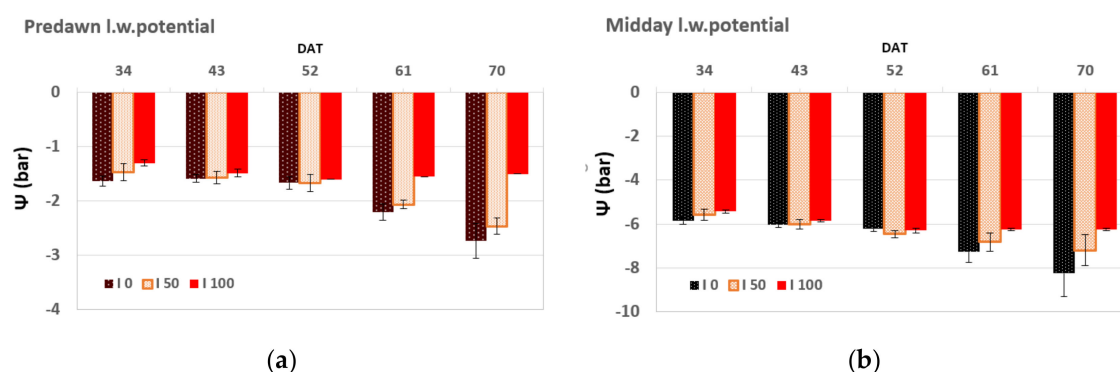 Predawn l.w.potential
DAT
34 43 52 61 70
0
-1
-2
-3
-4
Ψ (bar)
I 0 I 50 I 100
(a)
Midday l.w.potential
DAT
34 43 52 61 70
0
-2
-4
-6
-8
-10
Ψ (bar)
I 0 I 50 I 100
(b)